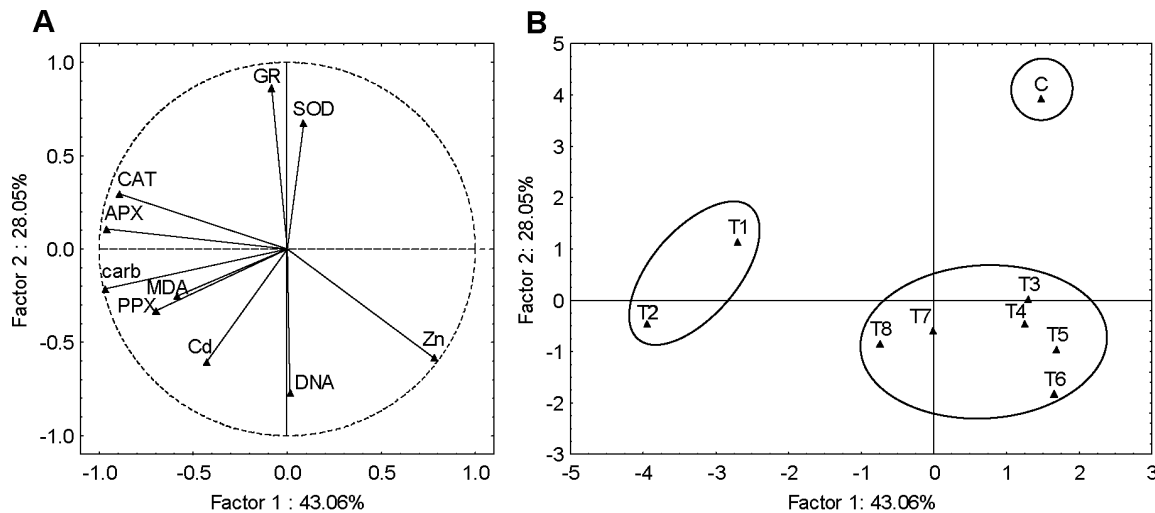 A
B
1.0
0.5
0.0
-0.5
-1.0
Factor 2 : 28.05%
GR
SOD
CAT
APX
carb
MDA
PPX
Cd
Zn
DNA
-1.0 -0.5 0.0 0.5 1.0
Factor 1 : 43.06%
5
4
3
2
1
0
-1
-2
-3
Factor 2: 28.05%
C
T1
T2
T3
T4
T7
T8
T5
T6
-5 -4 -3 -2 -1 0 1 2 3
Factor 1: 43.06%